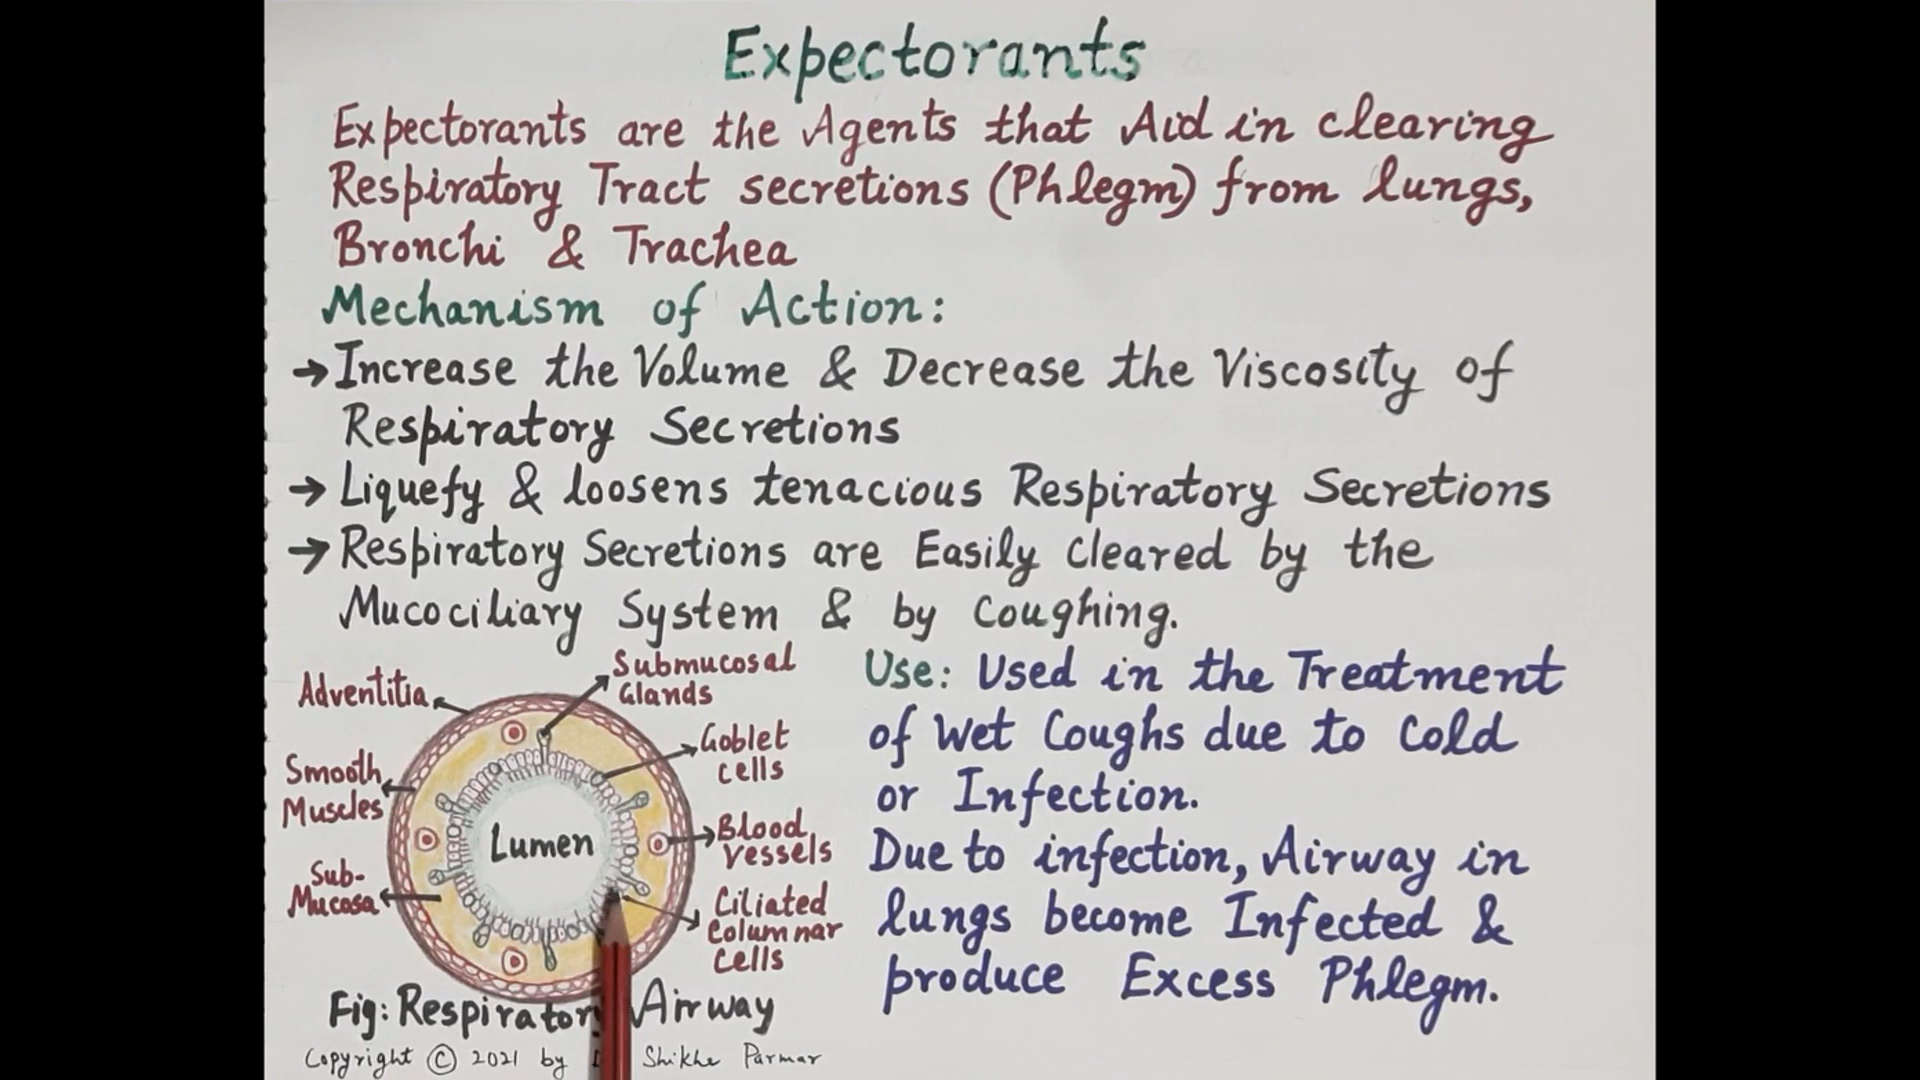 Expectorants
Expectorants are the Agents that Aid in clearing
Respiratory Tract secretions (Phlegm) from lungs,
Bronchi & Trachea
Mechanism of Action:
→ Increase the Volume & Decrease the Viscosity of
Respiratory Secretions
→ Liquefy & loosens tenacious Respiratory Secretions
→ Respiratory Secretions are Easily cleared by the
Mucociliary System & by Coughing.
Adventitia
Submucosal
Glands
Goblet
cells
Smooth
Muscles
Lumen
Blood
vessels
Sub-
Mucosa
Ciliated
Columnar
cells
Fig: Respiratory Airway
Copyright © 2021 by Shikha Parmar
Use: Used in the Treatment
of Wet Coughs due to Cold
or Infection.
Due to infection, Airway in
lungs become Infected &
produce Excess Phlegm.